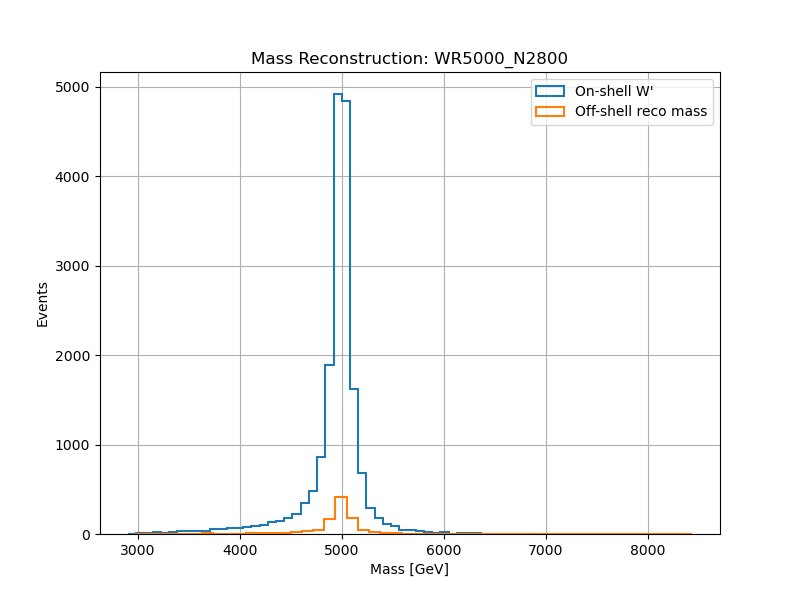 Mass Reconstruction: WR5000_N2800
On-shell W'
Off-shell reco mass
5000
4000
3000
2000
1000
0
Events
3000 4000 5000 6000 7000 8000
Mass [GeV]